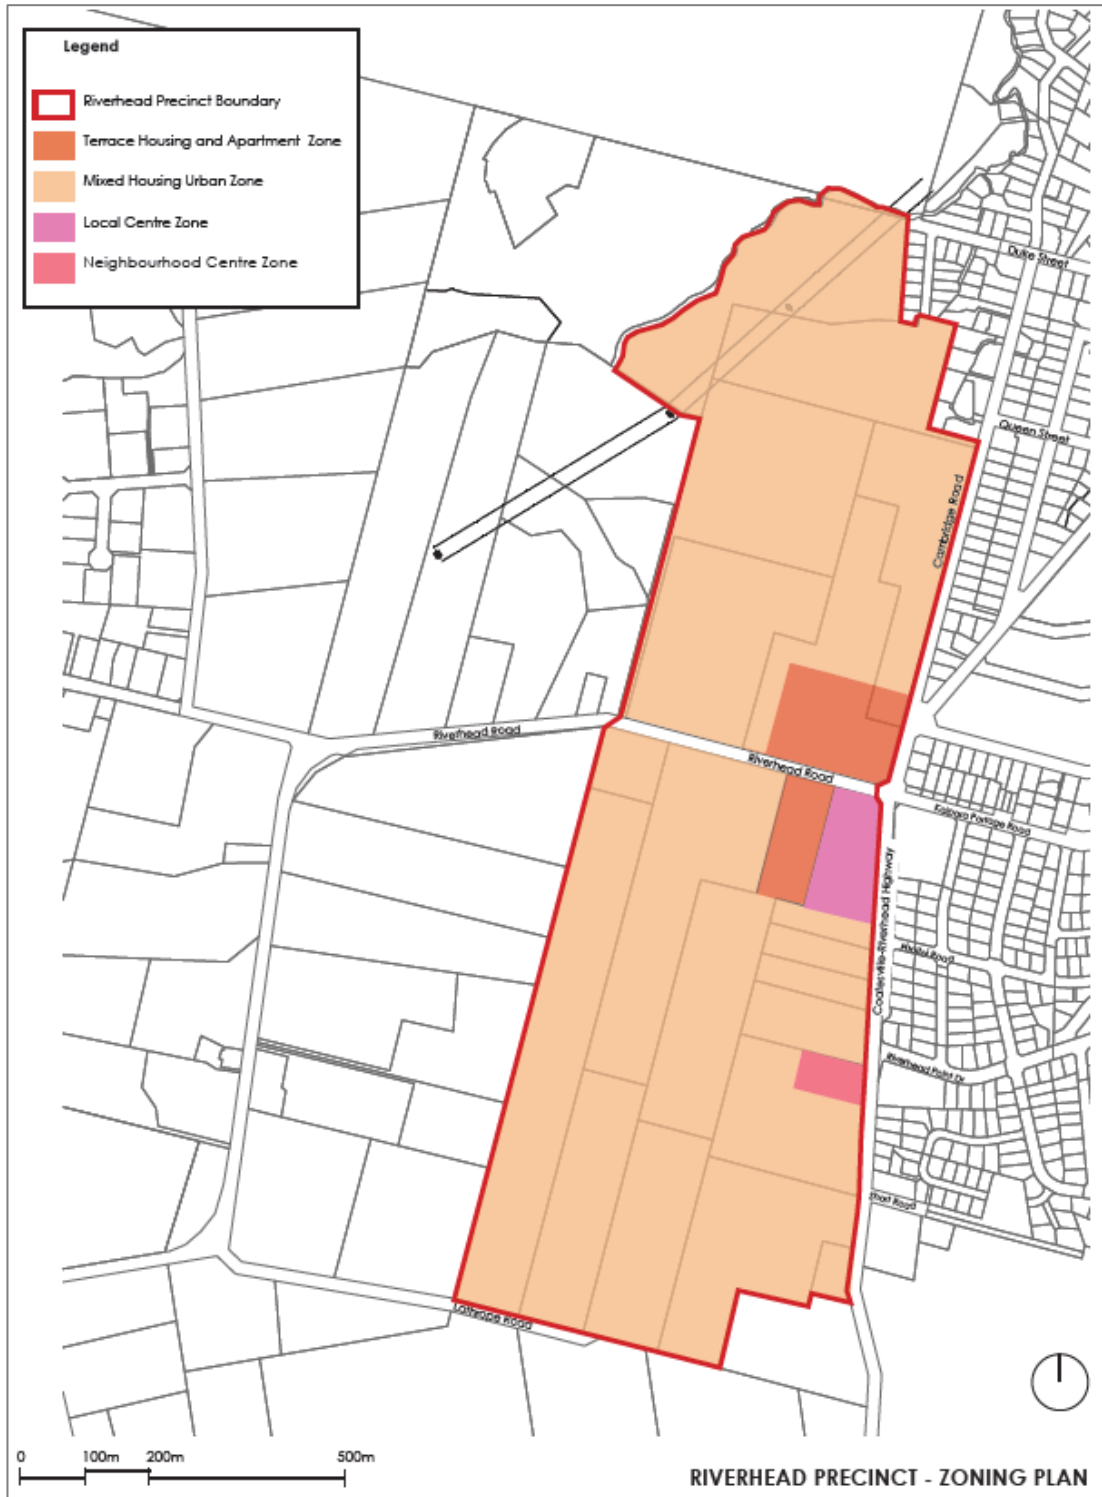 Legend
Riverhead Precinct Boundary
Terrace Housing and Apartment Zone
Mixed Housing Urban Zone
Local Centre Zone
Neighbourhood Centre Zone
Duke Street
Queen Street
Cambridge Road
Riverhead Road
Riverhead Road
Kaipara Portage Road
Coatesville-Riverhead Highway
Riverhead Point Dr
Short Road
Lathrope Road
0 100m 200m 500m
RIVERHEAD PRECINCT - ZONING PLAN